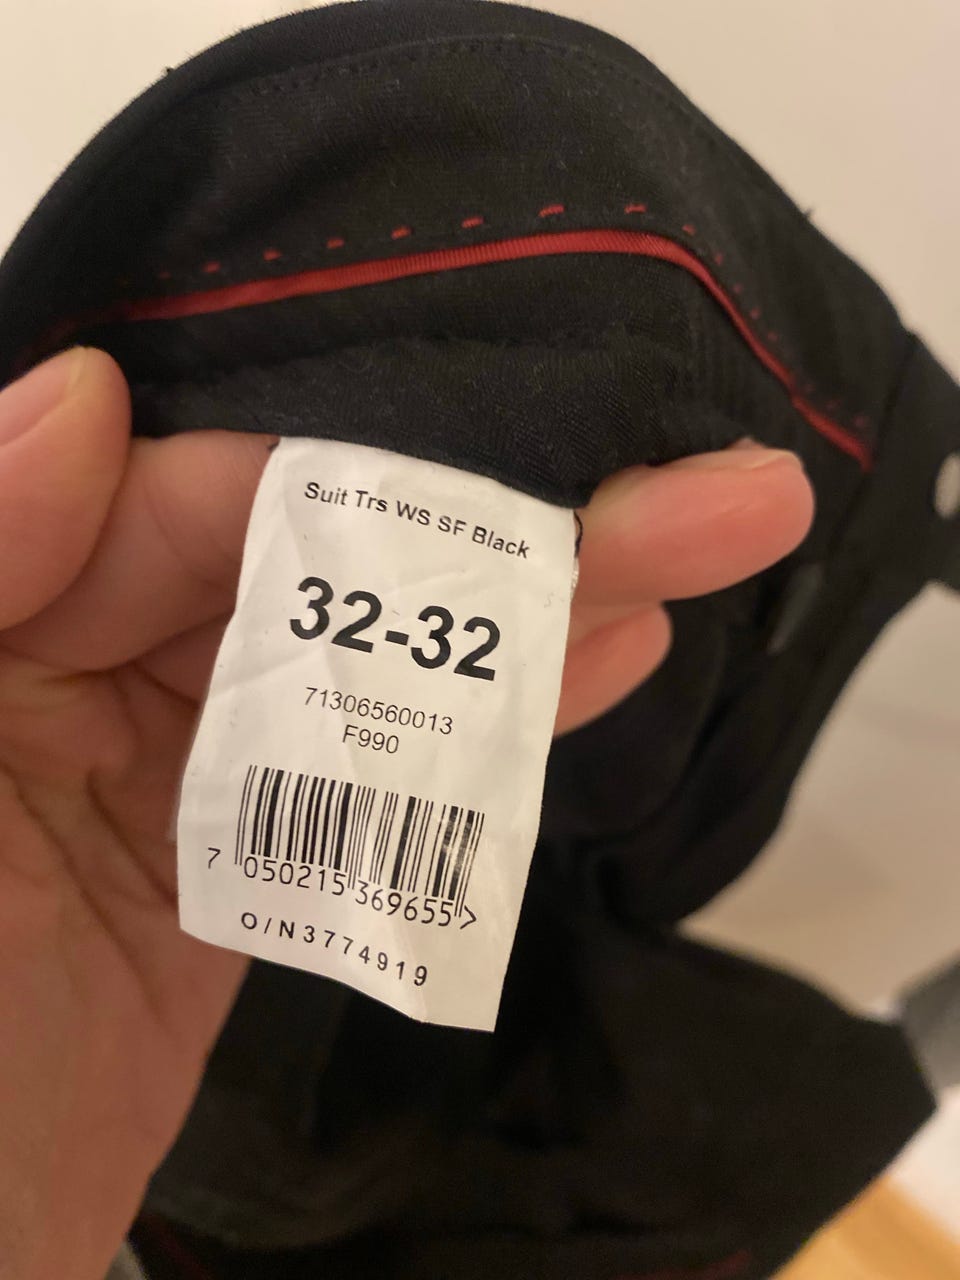 Suit Trs WS SF Black
32-32
71306560013
F990
7 050215 369655 >
O/N3774919